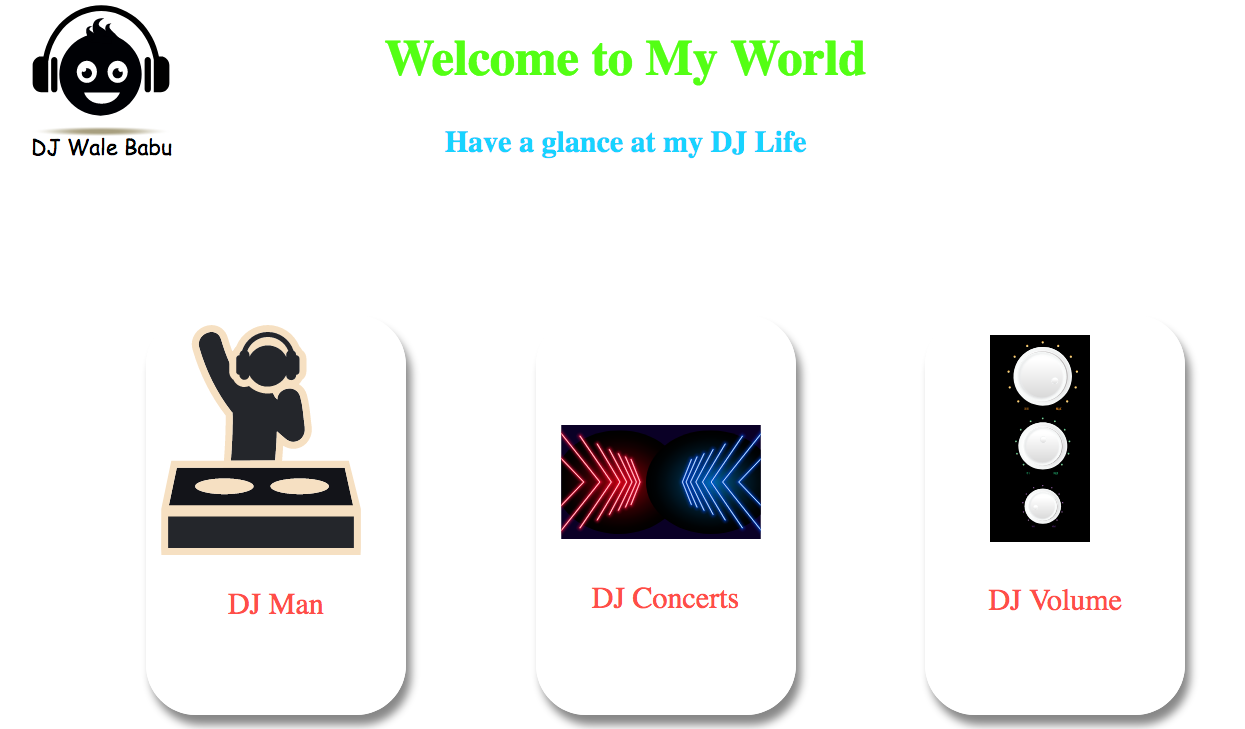 Welcome to My World
DJ Wale Babu
Have a glance at my DJ Life
DJ Man
DJ Concerts
DJ Volume